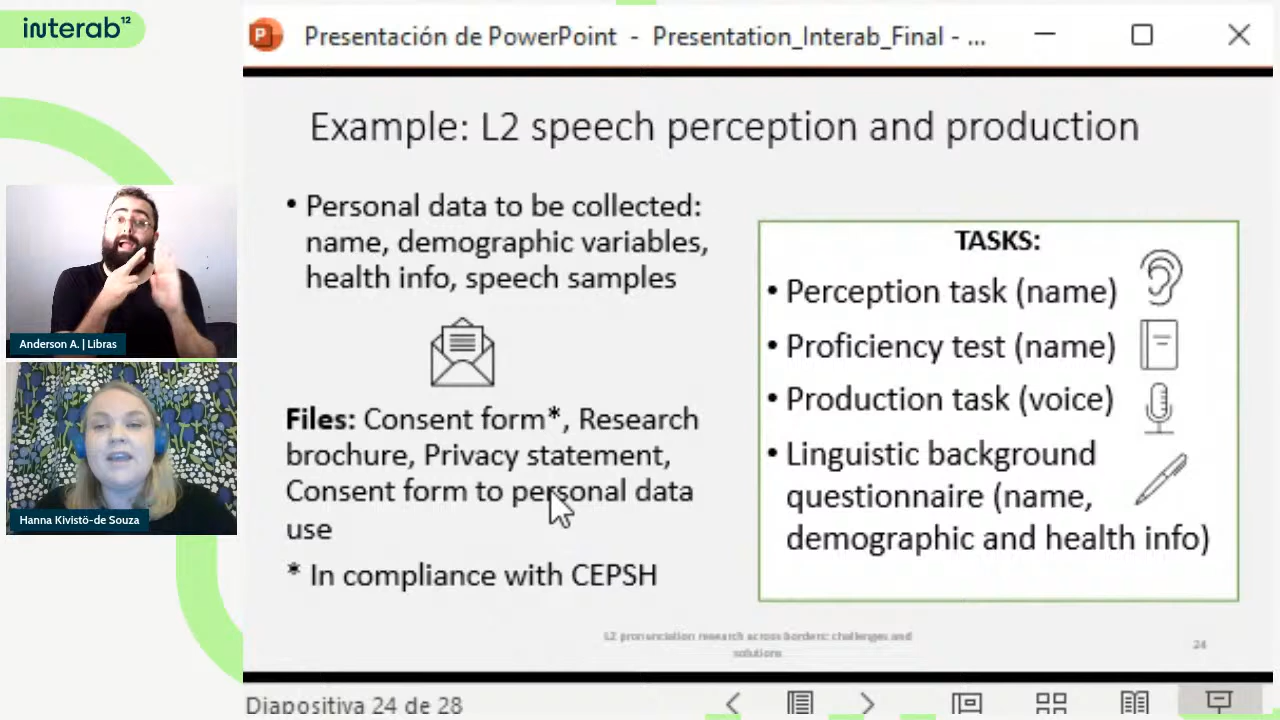 interab¹²
Presentación de PowerPoint - Presentation_Interab_Final - ...
Example: L2 speech perception and production
• Personal data to be collected:
name, demographic variables,
health info, speech samples
Files: Consent form*, Research
brochure, Privacy statement,
Consent form to personal data
use
* In compliance with CEPSH
TASKS:
• Perception task (name)
• Proficiency test (name)
• Production task (voice)
• Linguistic background
questionnaire (name,
demographic and health info)
Anderson A. | Libras
Hanna Kivistö-de Souza
L2 pronunciation research across borders: challenges and
solutions
24
Diapositiva 24 de 28